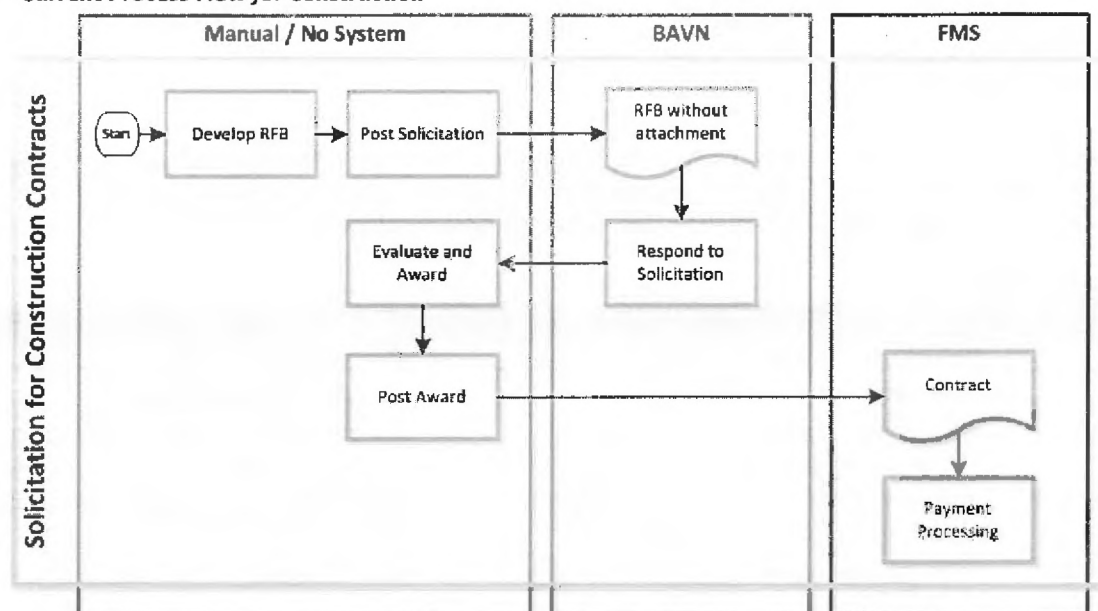 Manual / No System
BAVN
FMS
Solicitation for Construction Contracts
Start
Develop RFB
Post Solicitation
RFB without
attachment
Evaluate and
Award
Respond to
Solicitation
Post Award
Contract
Payment
Processing